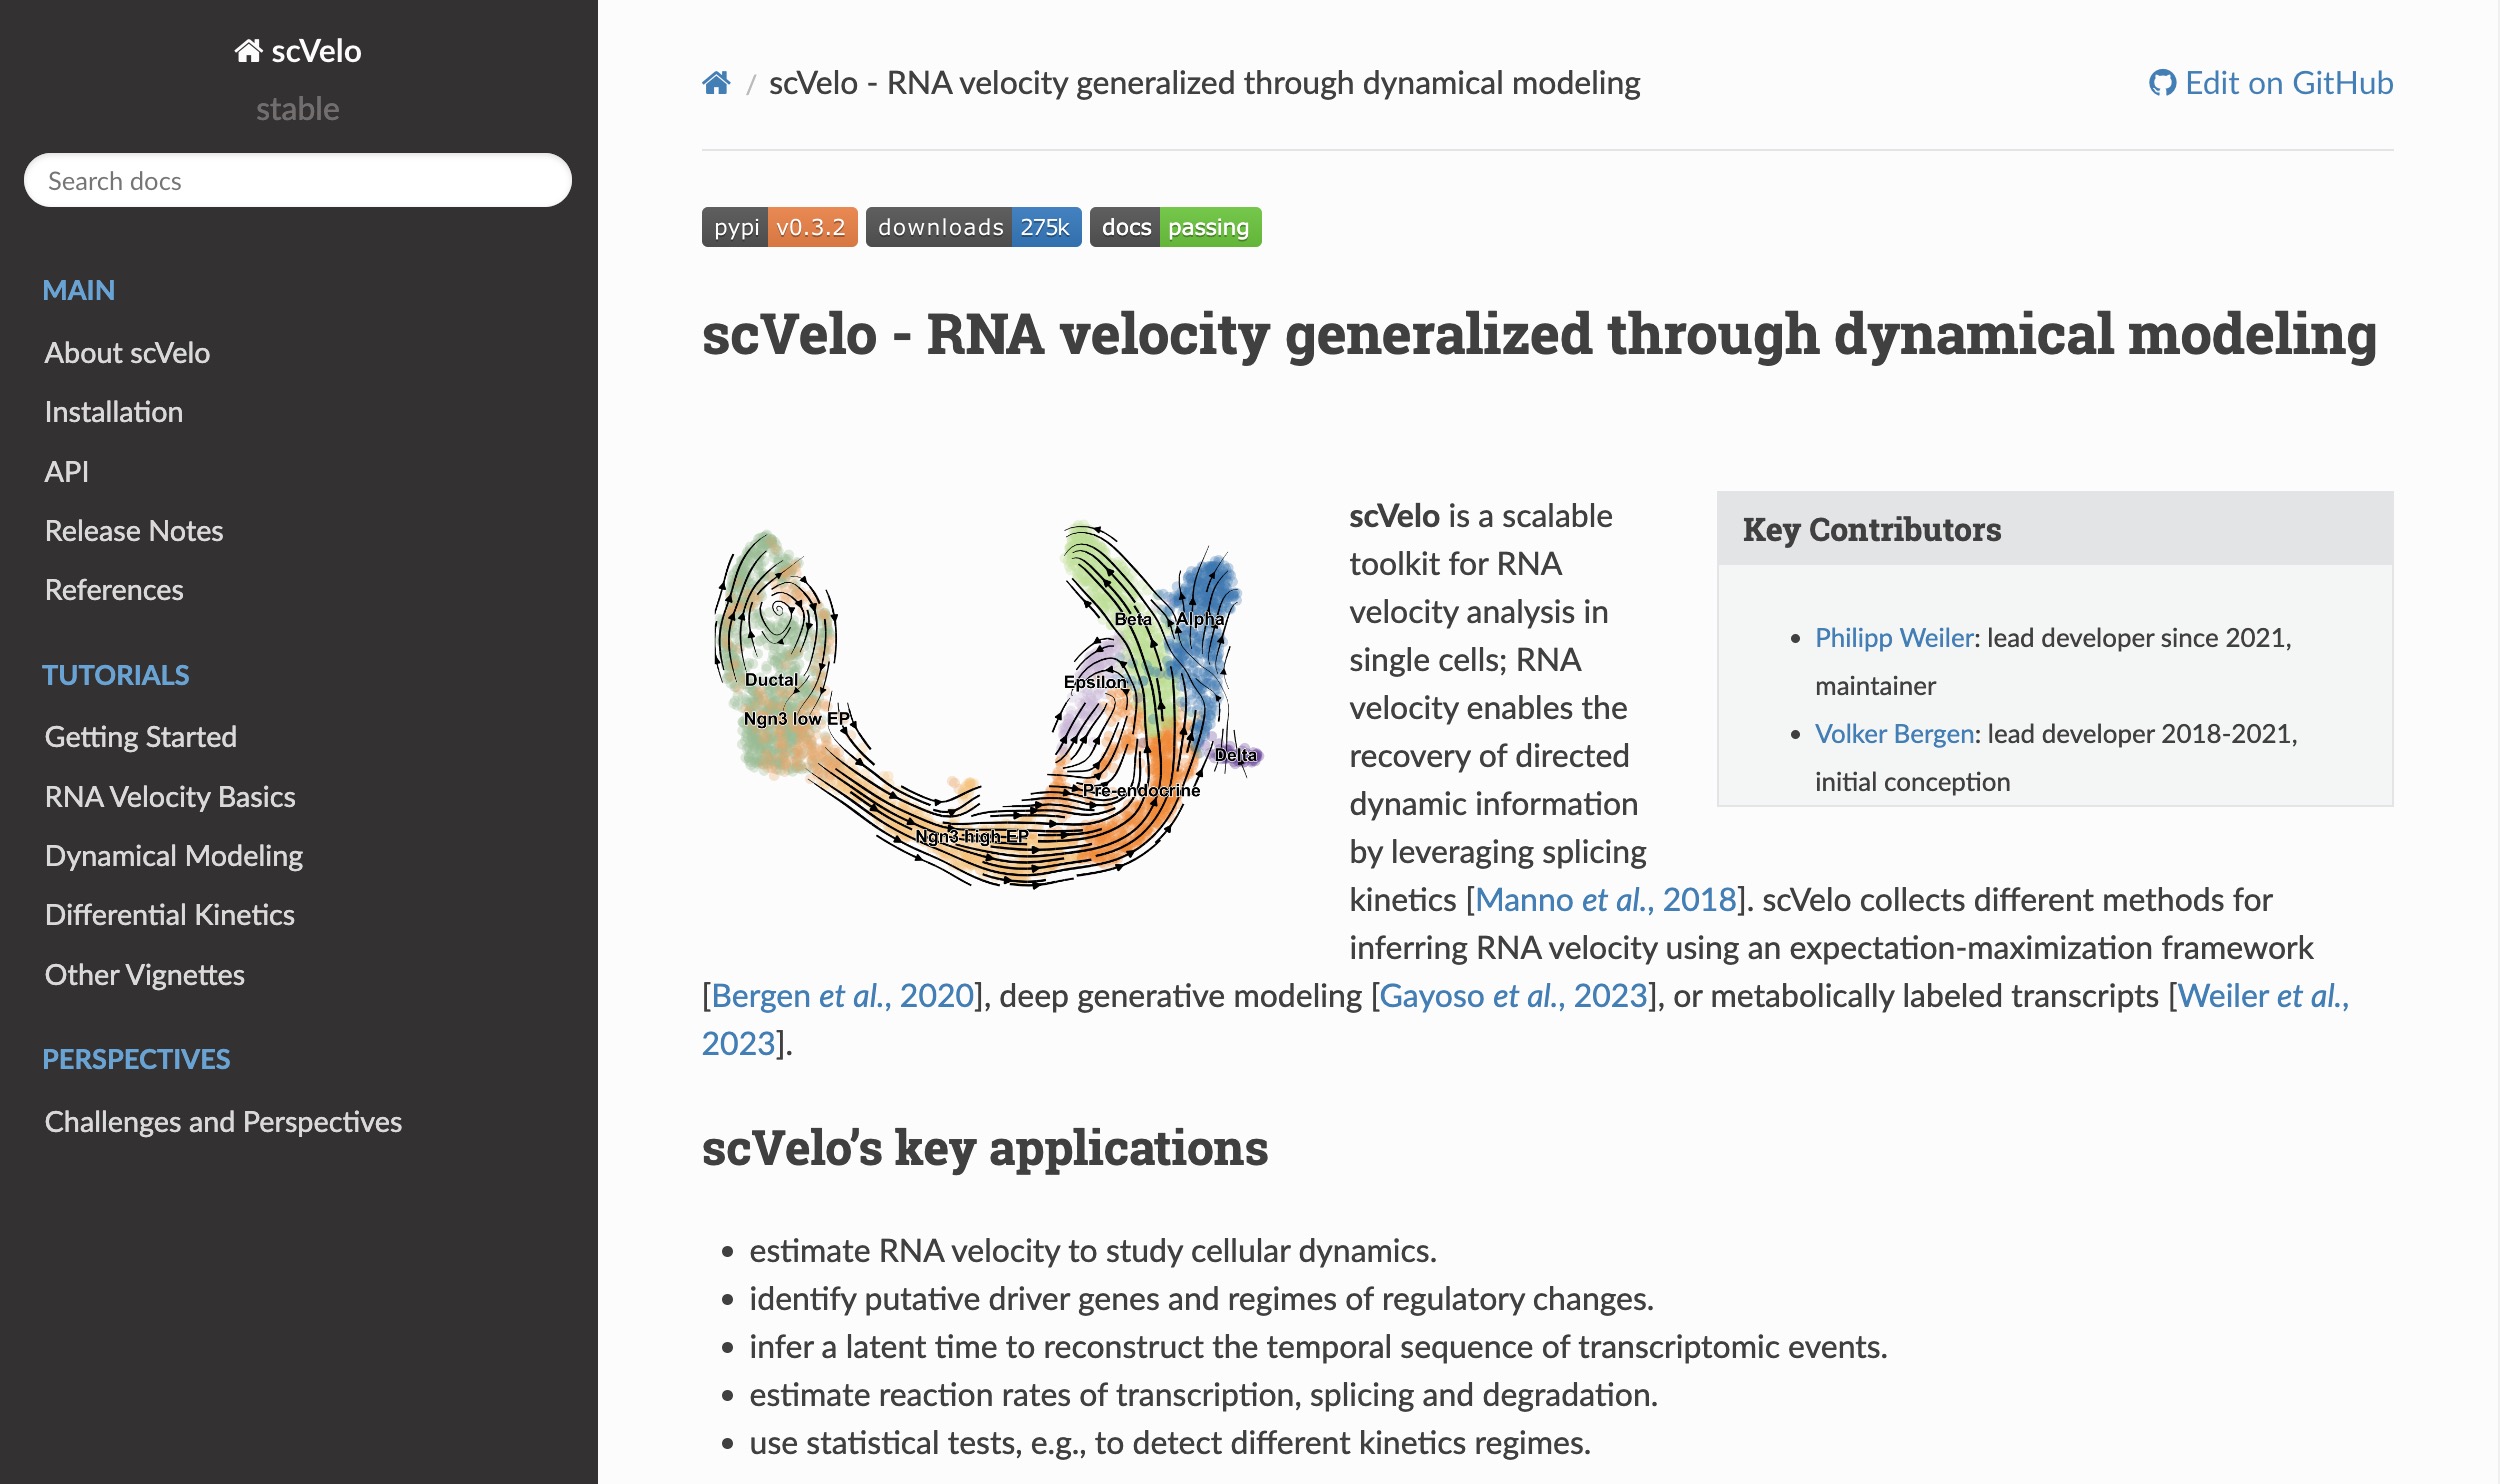 scVelo
stable
Search docs
MAIN
About scVelo
Installation
API
Release Notes
References
TUTORIALS
Getting Started
RNA Velocity Basics
Dynamical Modeling
Differential Kinetics
Other Vignettes
PERSPECTIVES
Challenges and Perspectives
/ scVelo - RNA velocity generalized through dynamical modeling
Edit on GitHub
pypi v0.3.2 downloads 275k docs passing
scVelo - RNA velocity generalized through dynamical modeling
Beta Alpha
Ductal Epsilon
Ngn3 low EP
Delta
Pre-endocrine
Ngn3 high EP
scVelo is a scalable
toolkit for RNA
velocity analysis in
single cells; RNA
velocity enables the
recovery of directed
dynamic information
by leveraging splicing
kinetics [Manno et al., 2018]. scVelo collects different methods for
inferring RNA velocity using an expectation-maximization framework
[Bergen et al., 2020], deep generative modeling [Gayoso et al., 2023], or metabolically labeled transcripts [Weiler et al.,
2023].
Key Contributors
• Philipp Weiler: lead developer since 2021,
maintainer
• Volker Bergen: lead developer 2018-2021,
initial conception
scVelo’s key applications
• estimate RNA velocity to study cellular dynamics.
• identify putative driver genes and regimes of regulatory changes.
• infer a latent time to reconstruct the temporal sequence of transcriptomic events.
• estimate reaction rates of transcription, splicing and degradation.
• use statistical tests, e.g., to detect different kinetics regimes.